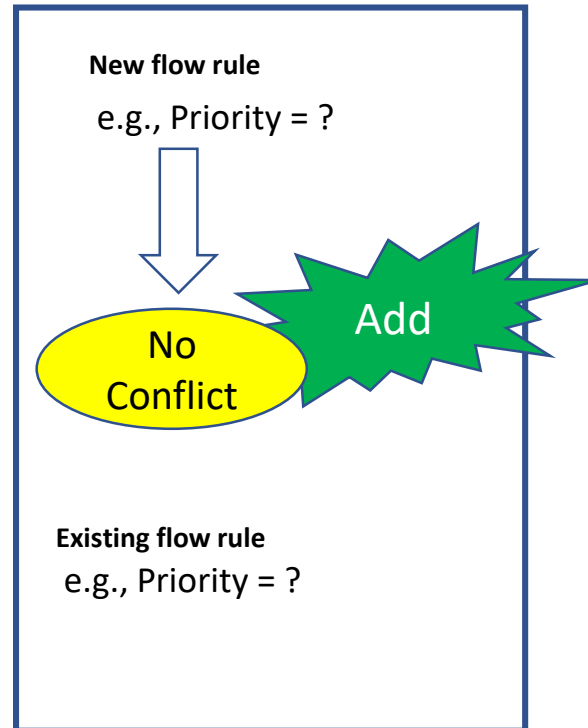 New flow rule
e.g., Priority = ?
Add
No
Conflict
Existing flow rule
e.g., Priority = ?